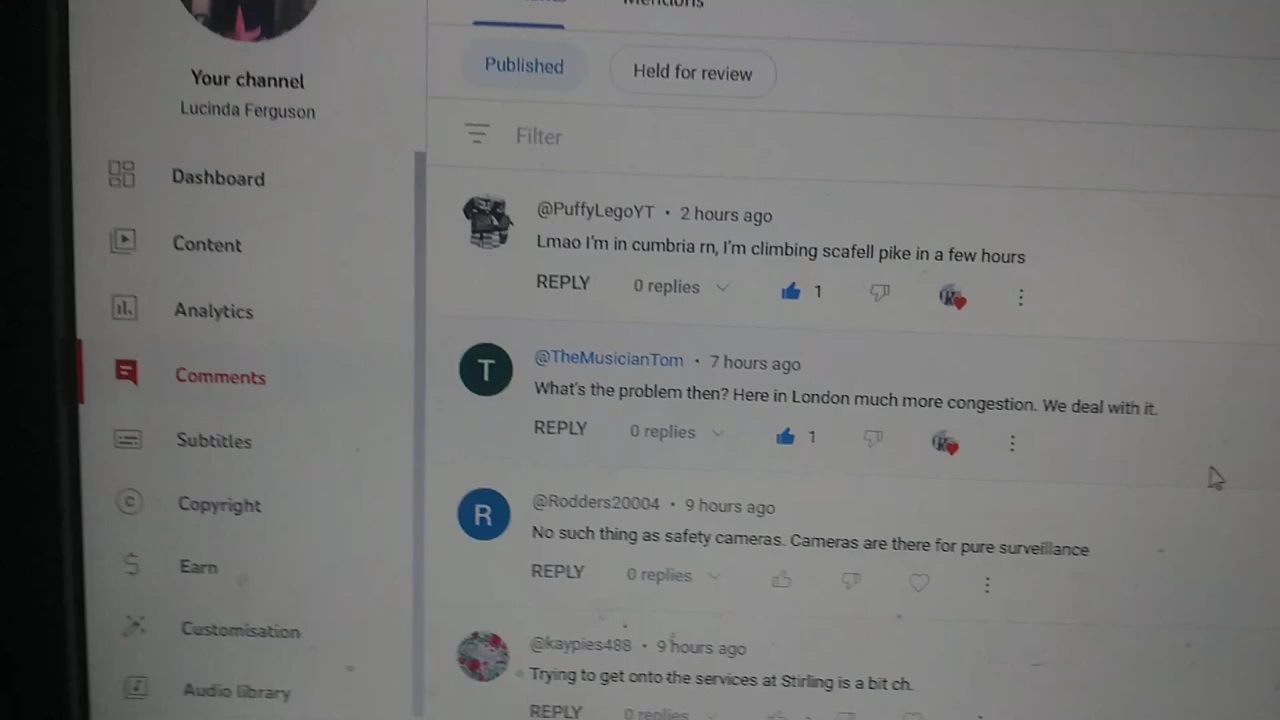 Mentions
Your channel
Lucinda Ferguson
Dashboard
Content
Analytics
Comments
Subtitles
Copyright
Earn
Customisation
Audio library
Published
Held for review
Filter
@PuffyLegoYT • 2 hours ago
Lmao I'm in cumbria rn, I'm climbing scafell pike in a few hours
REPLY 0 replies 1
T
@TheMusicianTom • 7 hours ago
What's the problem then? Here in London much more congestion. We deal with it.
REPLY 0 replies 1
R
@Rodders20004 • 9 hours ago
No such thing as safety cameras. Cameras are there for pure surveillance
REPLY 0 replies
@kaypies488 • 9 hours ago
Trying to get onto the services at Stirling is a bit ch.
REPLY 0 replies